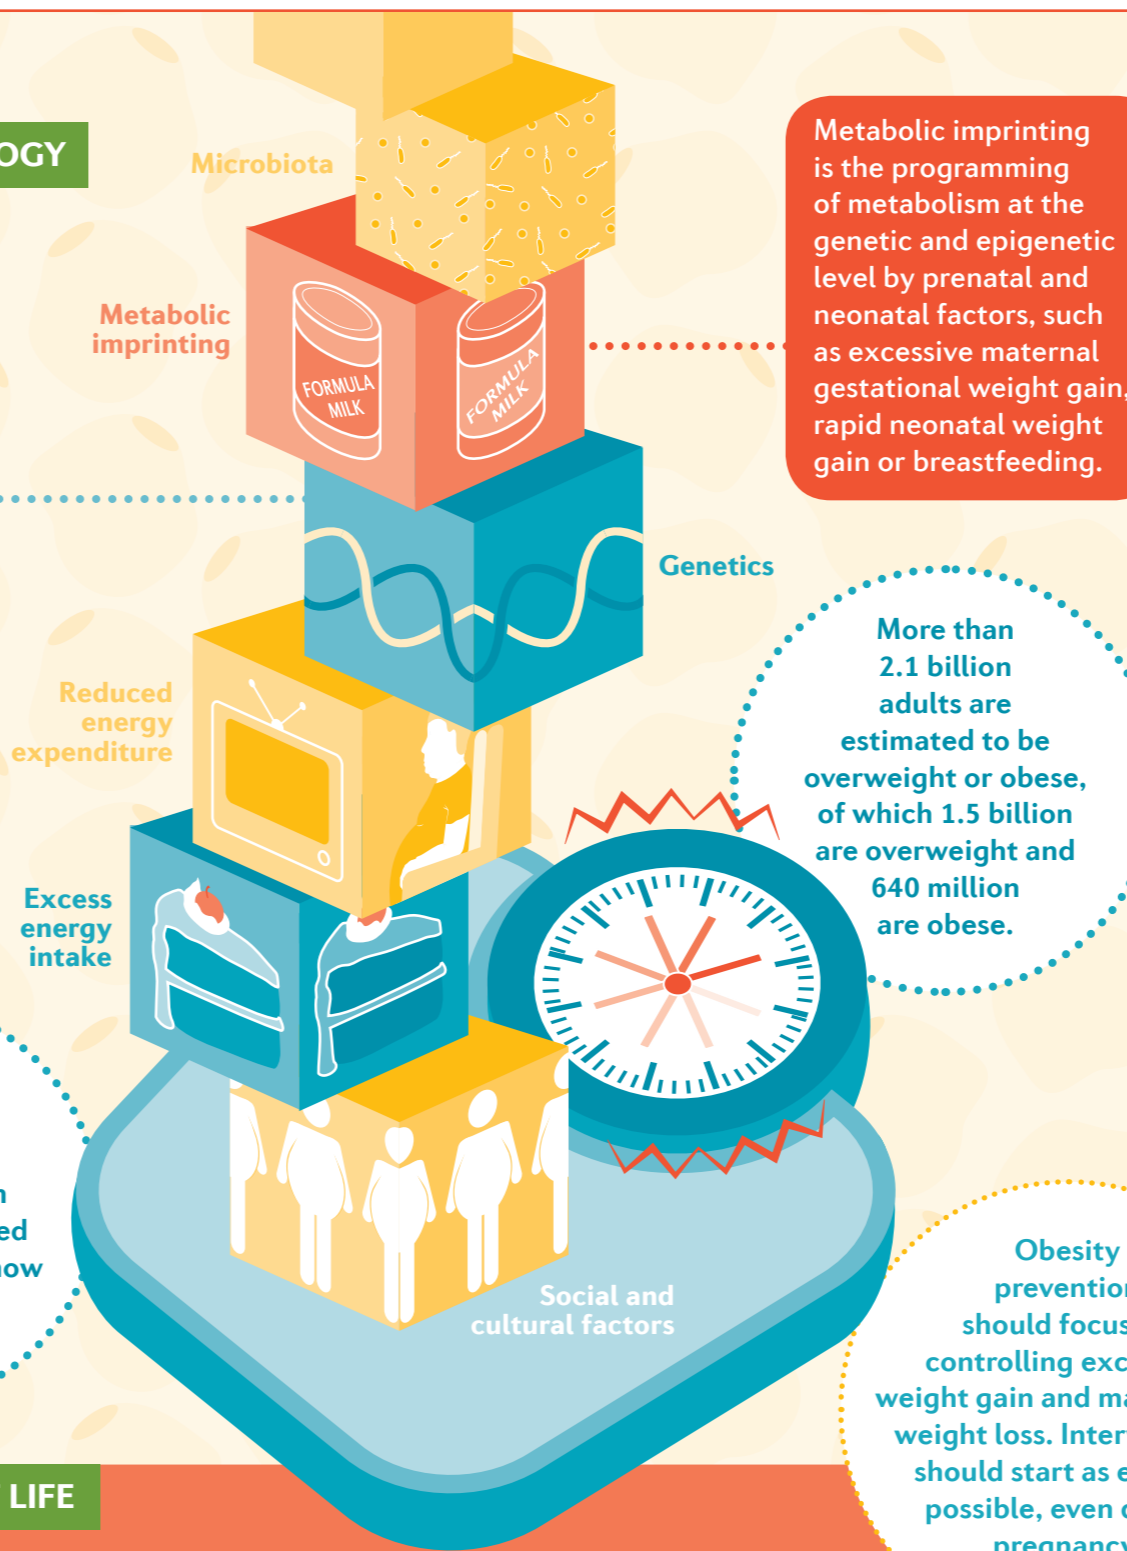 OGY
Microbiota
Metabolic
imprinting
FORMULA
MILK
FORMULA
MILK
Metabolic imprinting
is the programming
of metabolism at the
genetic and epigenetic
level by prenatal and
neonatal factors, such
as excessive maternal
gestational weight gain,
rapid neonatal weight
gain or breastfeeding.
Genetics
More than
2.1 billion
adults are
estimated to be
overweight or obese,
of which 1.5 billion
are overweight and
640 million
are obese.
Reduced
energy
expenditure
Excess
energy
intake
ed
now
Social and
cultural factors
Obesity
prevention
should focus
controlling exc
weight gain and ma
weight loss. Inter
should start as e
possible, even
pregnancy
LIFE